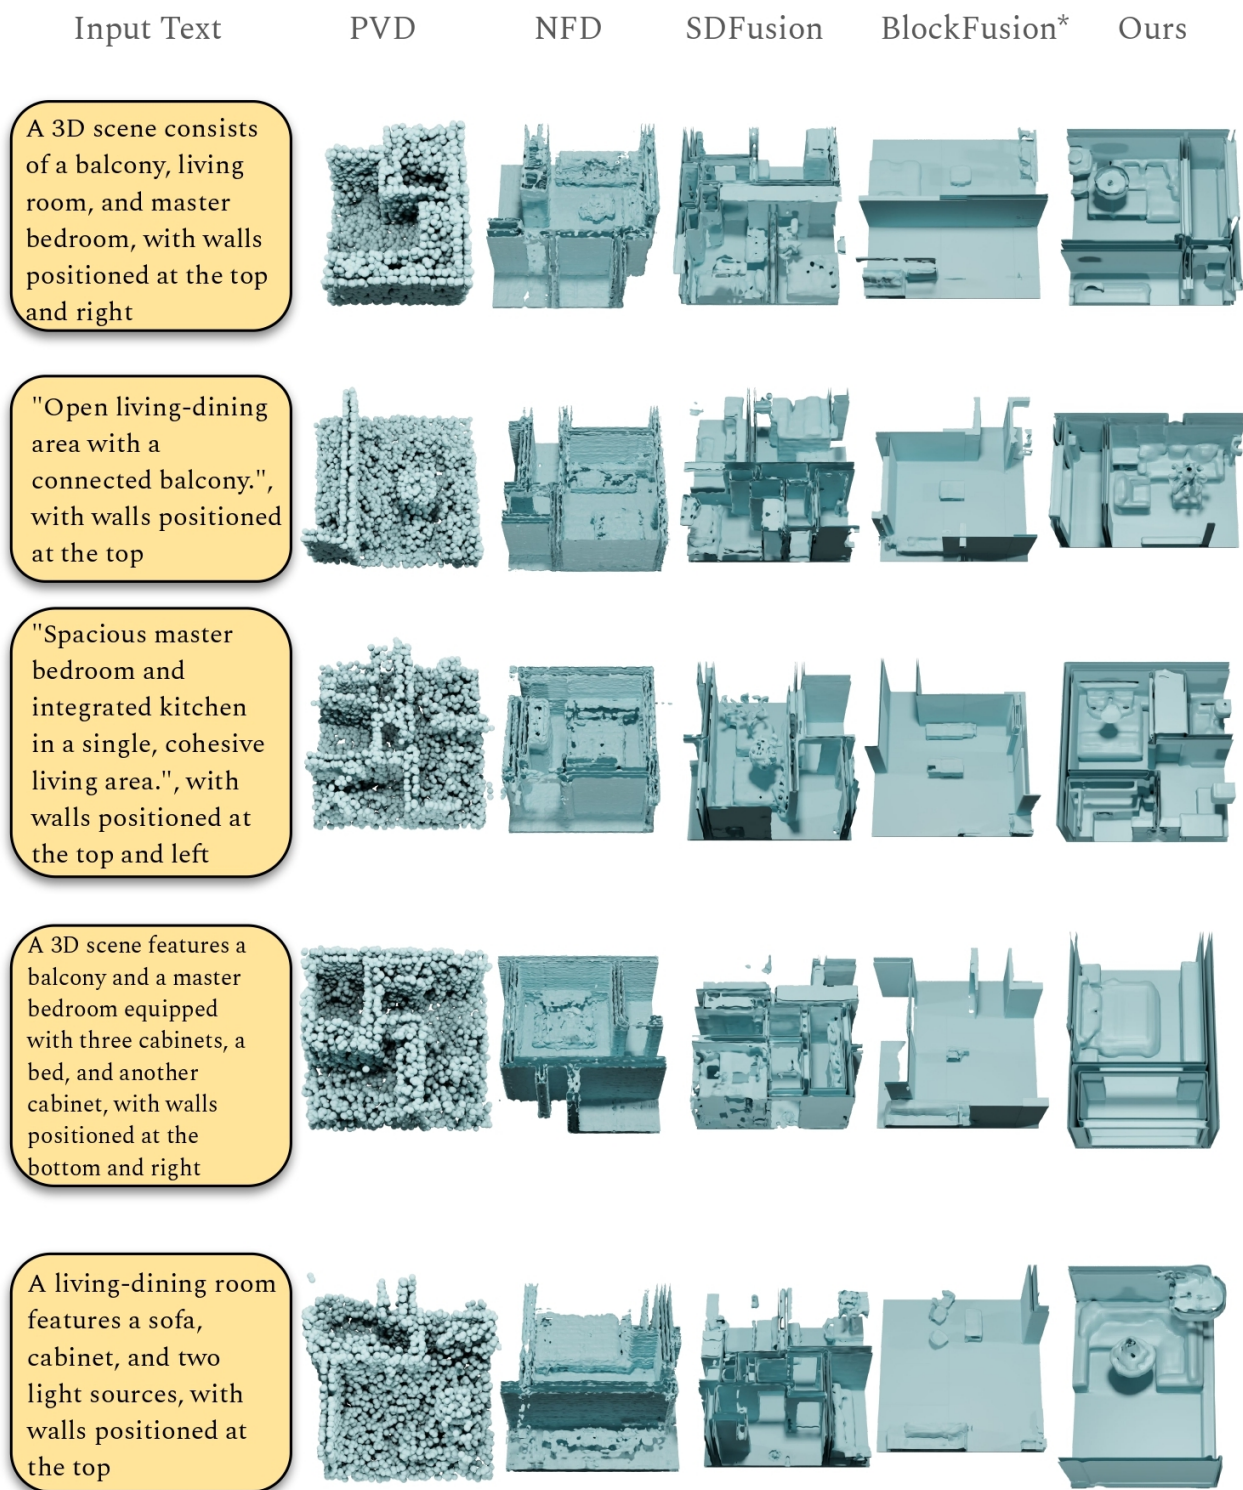 Input Text PVD NFD SDFusion BlockFusion* Ours
A 3D scene consists
of a balcony, living
room, and master
bedroom, with walls
positioned at the top
and right
"Open living-dining
area with a
connected balcony.",
with walls positioned
at the top
"Spacious master
bedroom and
integrated kitchen
in a single, cohesive
living area.", with
walls positioned at
the top and left
A 3D scene features a
balcony and a master
bedroom equipped
with three cabinets, a
bed, and another
cabinet, with walls
positioned at the
bottom and right
A living-dining room
features a sofa,
cabinet, and two
light sources, with
walls positioned at
the top